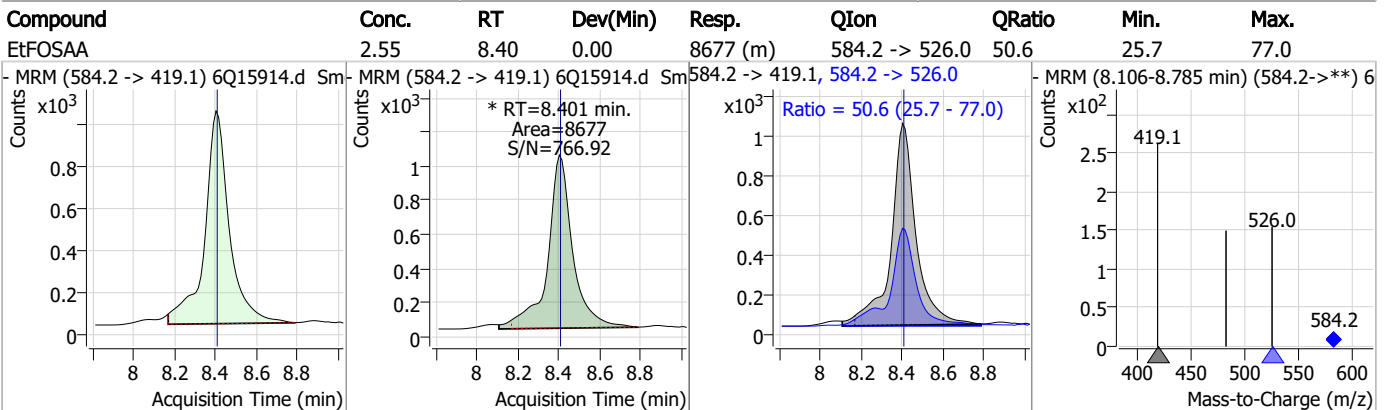 Compound Conc. RT Dev(Min) Resp. QIon QRatio Min. Max.
EtFOSAA 2.55 8.40 0.00 8677 (m) 584.2 -> 526.0 50.6 25.7 77.0
- MRM (584.2 -> 419.1) 6Q15914.d Sm
Counts
x10³
0.8
0.6
0.4
0.2
0
8 8.2 8.4 8.6 8.8
Acquisition Time (min)
- MRM (584.2 -> 419.1) 6Q15914.d Sm
Counts
x10³
* RT=8.401 min.
Area=8677
S/N=766.92
1
0.8
0.6
0.4
0.2
0
8 8.2 8.4 8.6 8.8
Acquisition Time (min)
584.2 -> 419.1, 584.2 -> 526.0
x10³
Ratio = 50.6 (25.7 - 77.0)
1
0.8
0.6
0.4
0.2
0
8 8.2 8.4 8.6 8.8
Acquisition Time (min)
- MRM (8.106-8.785 min) (584.2->**) 6
Counts
x10²
419.1
2.5
2
526.0
1.5
1
0.5
584.2
0
400 450 500 550 600
Mass-to-Charge (m/z)